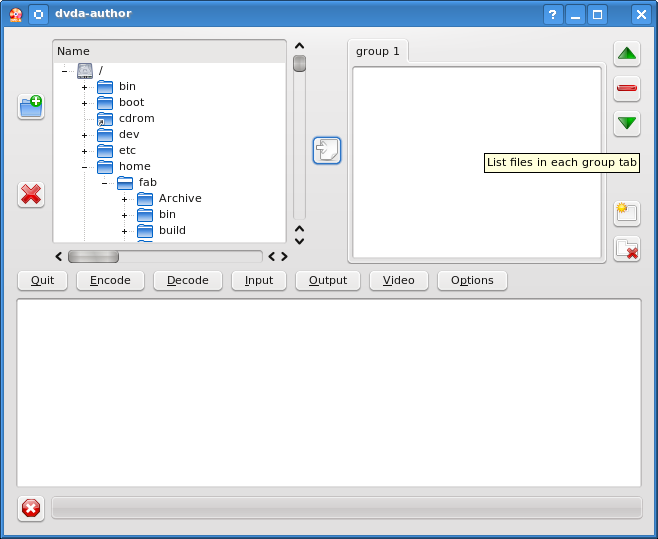 dvda-author
Name
group 1
/
bin
boot
cdrom
dev
etc
home
fab
Archive
bin
build
List files in each group tab
Quit
Encode
Decode
Input
Output
Video
Options